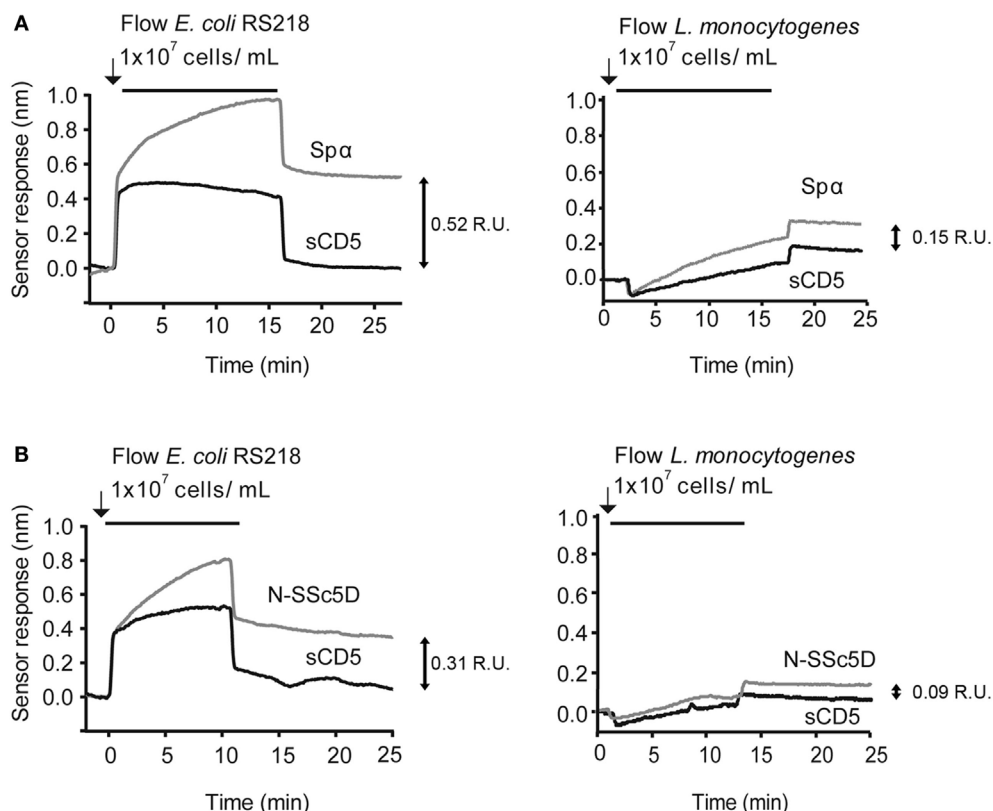 A
Flow E. coli RS218
1x10⁷ cells/ mL
Sensor response (nm)
1.0
0.8
0.6
0.4
0.2
0.0
Spα
sCD5
0.52 R.U.
0 5 10 15 20 25
Time (min)
Flow L. monocytogenes
1x10⁷ cells/ mL
1.0
0.8
0.6
0.4
0.2
0.0
Spα
sCD5
0.15 R.U.
0 5 10 15 20 25
Time (min)
B
Flow E. coli RS218
1x10⁷ cells/ mL
Sensor response (nm)
1.0
0.8
0.6
0.4
0.2
0.0
N-SSc5D
sCD5
0.31 R.U.
0 5 10 15 20 25
Time (min)
Flow L. monocytogenes
1x10⁷ cells/ mL
1.0
0.8
0.6
0.4
0.2
0.0
N-SSc5D
sCD5
0.09 R.U.
0 5 10 15 20 25
Time (min)